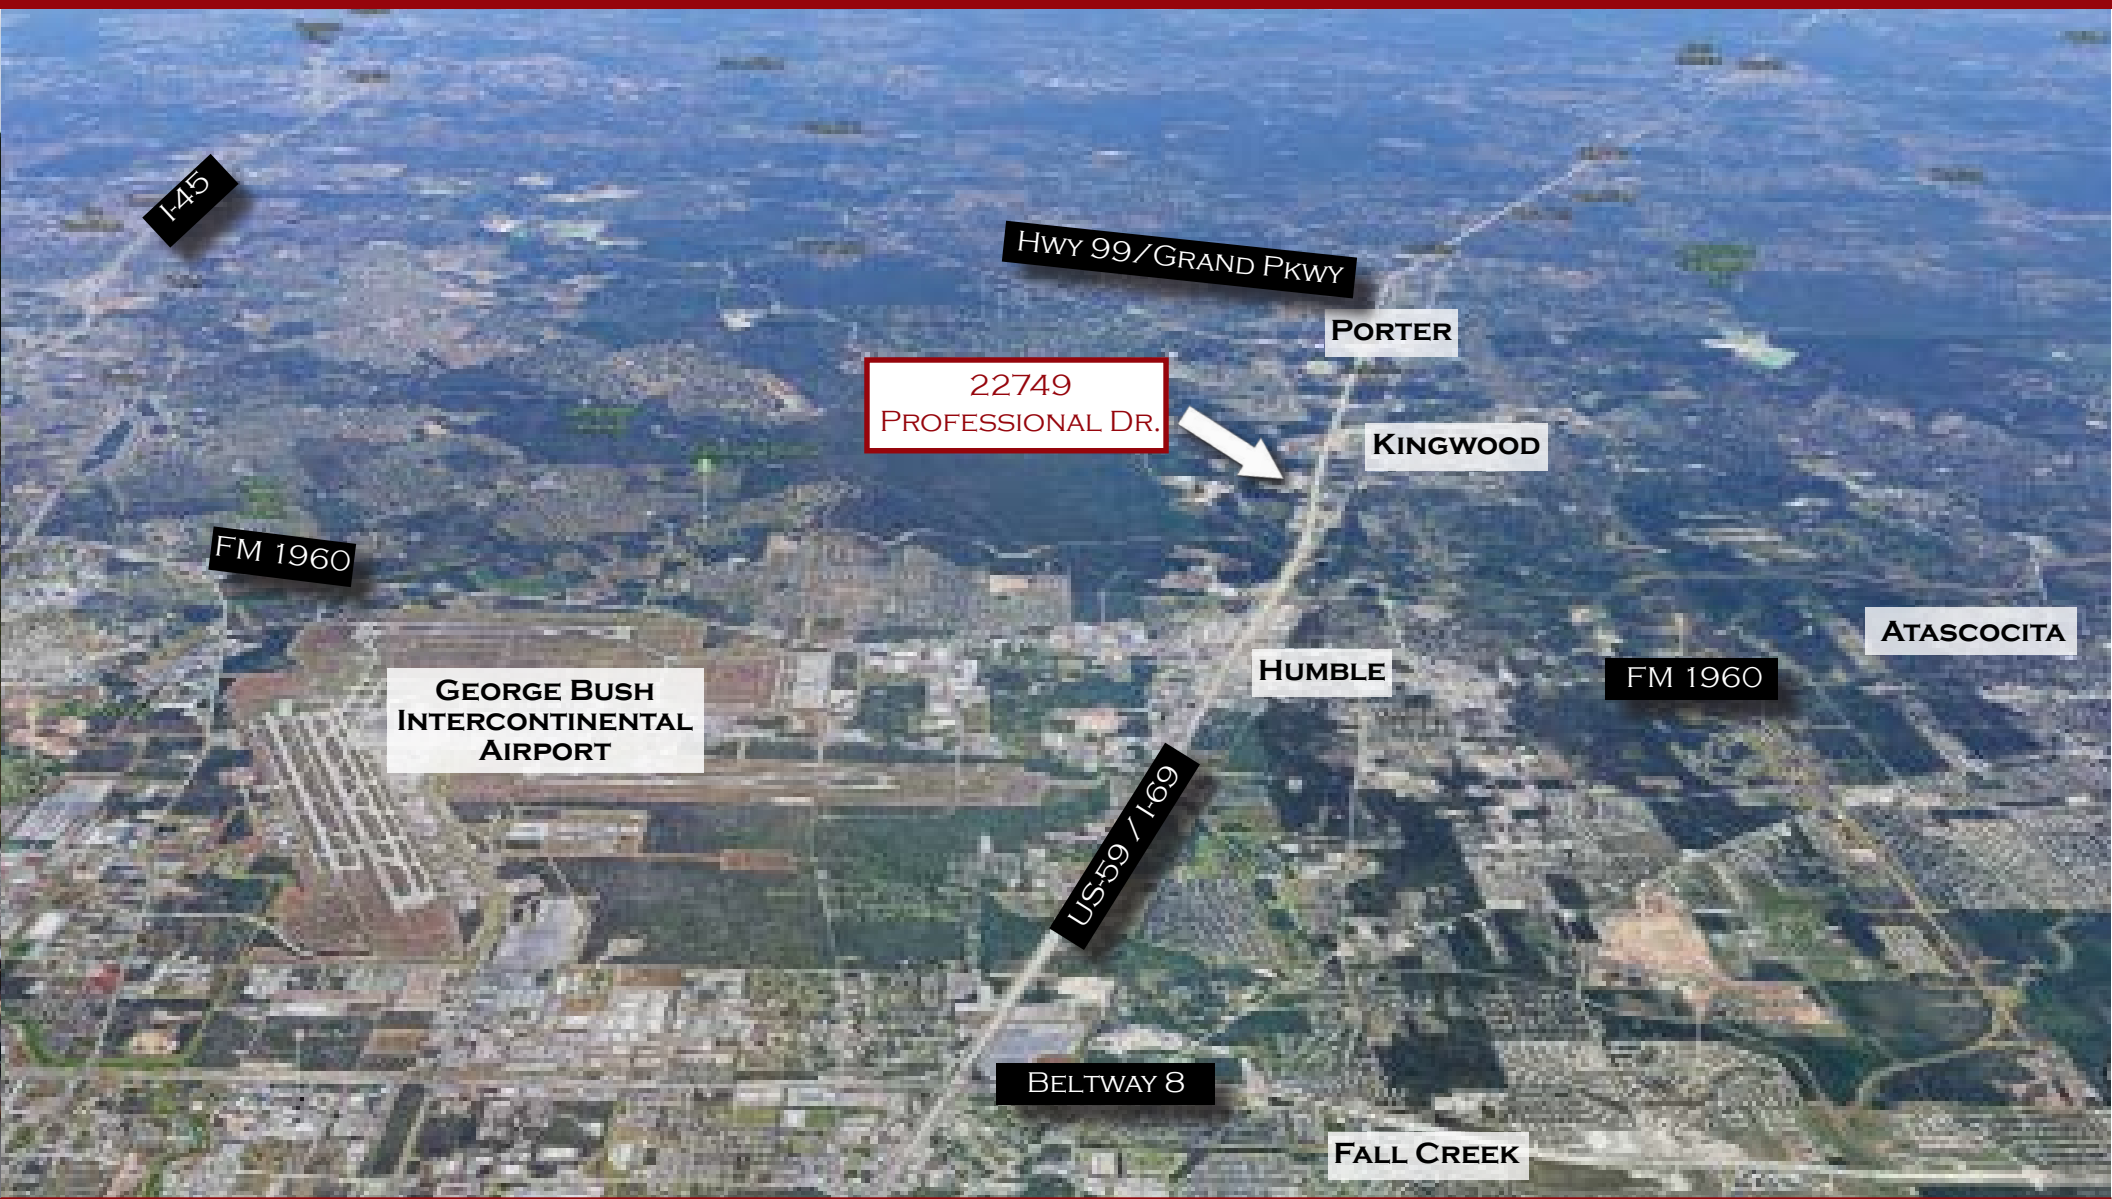 I-45
HWY 99/GRAND PKWY
PORTER
22749
PROFESSIONAL DR.
KINGWOOD
FM 1960
ATASCOCITA
HUMBLE
FM 1960
GEORGE BUSH
INTERCONTINENTAL
AIRPORT
US-59 / I-69
BELTWAY 8
FALL CREEK